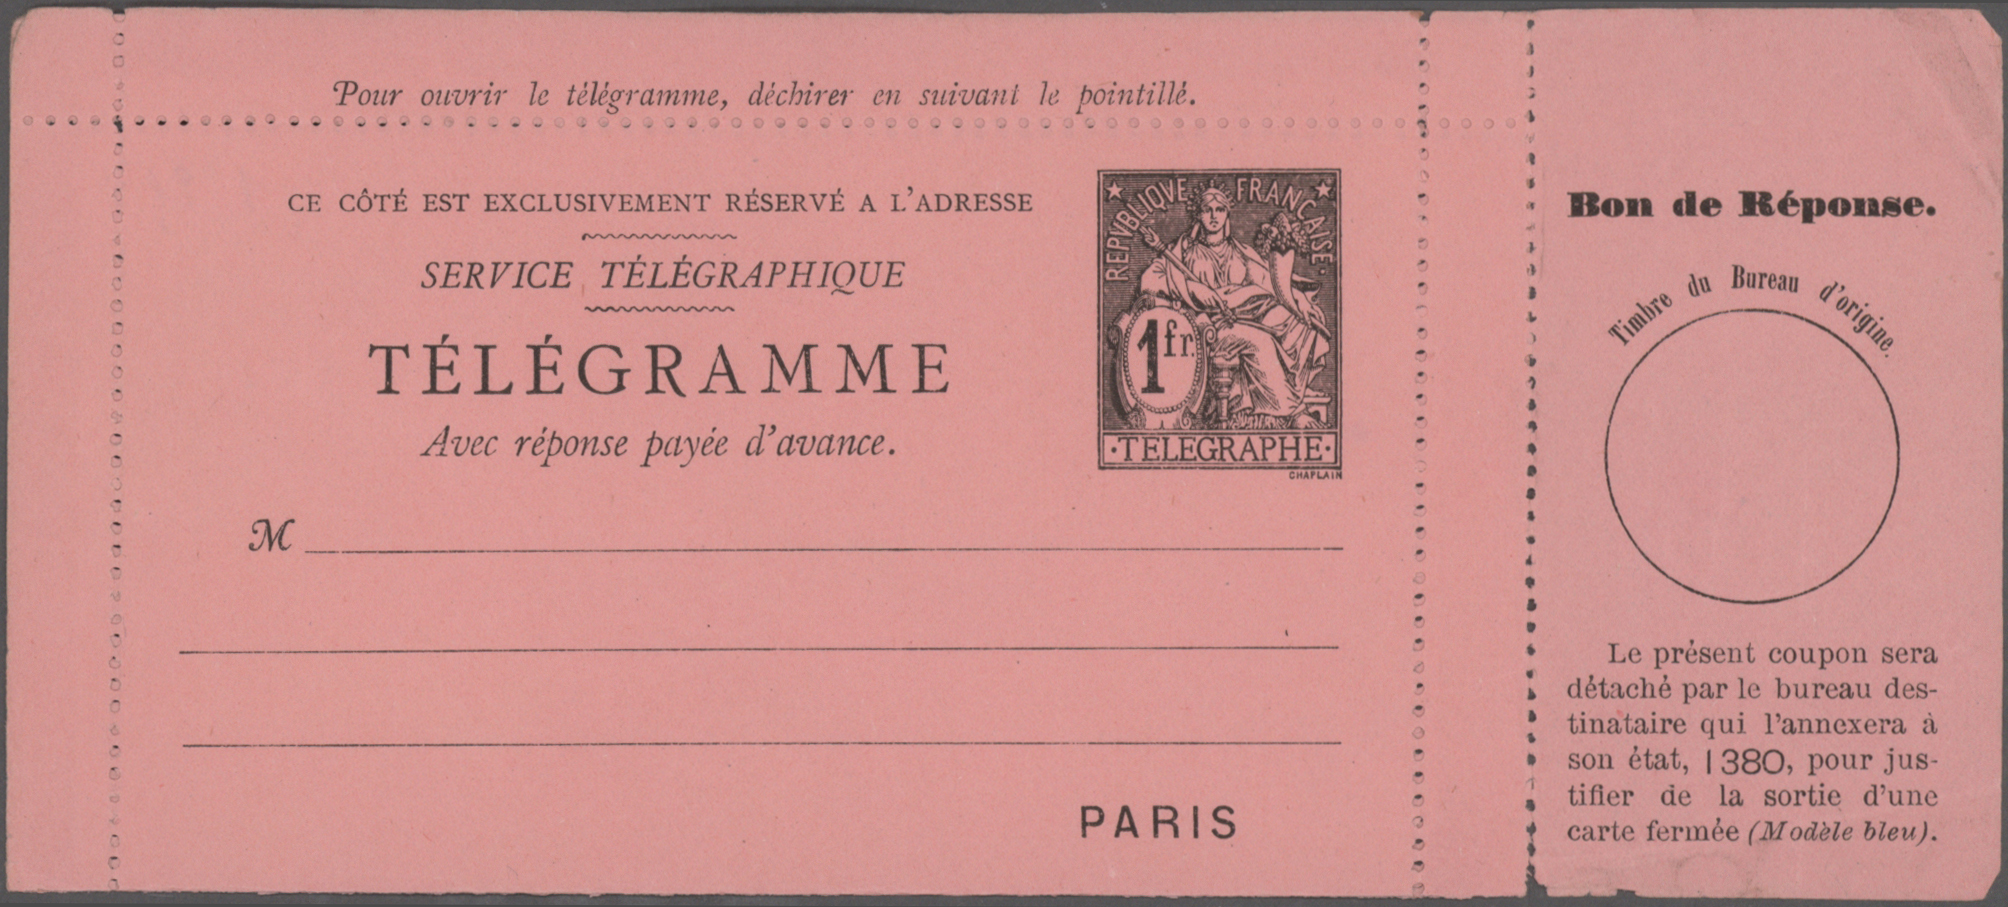 Pour ouvrir le télégramme, déchirer en suivant le pointillé.
CE CÔTÉ EST EXCLUSIVEMENT RÉSERVÉ A L'ADRESSE
SERVICE TÉLÉGRAPHIQUE
TÉLÉGRAMME
Avec réponse payée d'avance.
REPVBLIQVE FRANCAISE.
1 fr.
·TELEGRAPHE·
CHAPLAIN
M
PARIS
Bon de Réponse.
Timbre du Bureau d'origine.
Le présent coupon sera
détaché par le bureau des-
tinataire qui l'annexera à
son état, 1380, pour jus-
tifier de la sortie d'une
carte fermée (Modèle bleu).